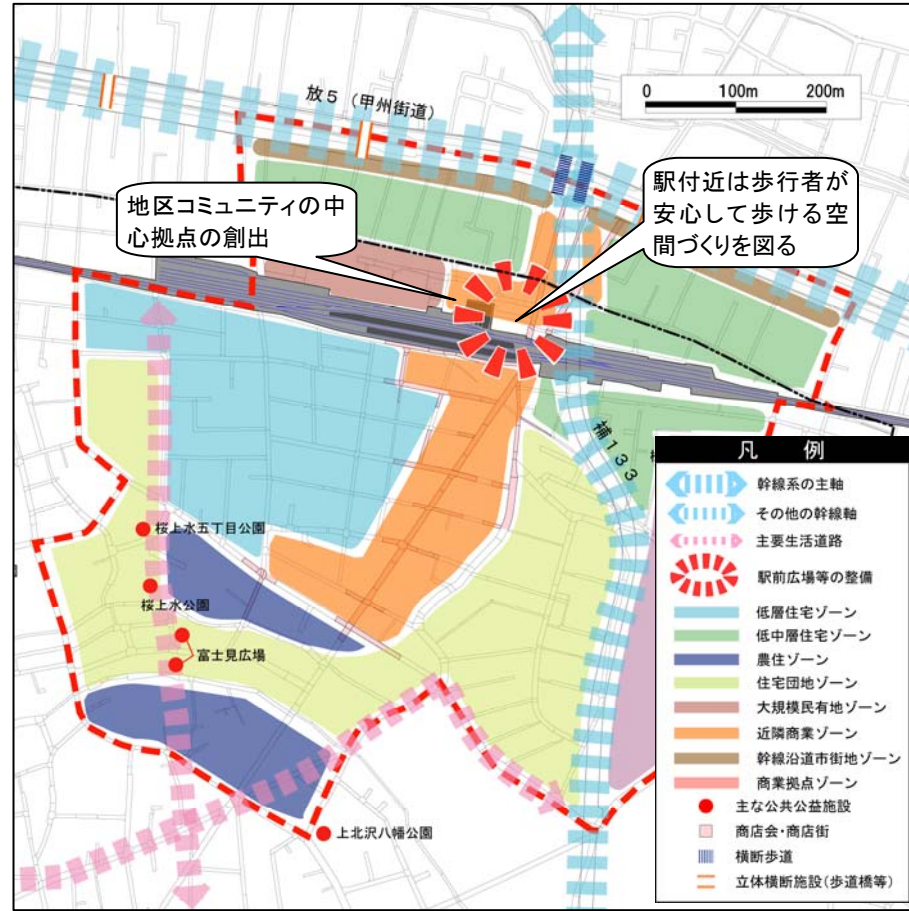 放5（甲州街道）
0 100m 200m
地区コミュニティの中
心拠点の創出
駅付近は歩行者が
安心して歩ける空
間づくりを図る
補133
桜上水五丁目公園
桜上水公園
富士見広場
上北沢八幡公園
凡 例
幹線系の主軸
その他の幹線軸
主要生活道路
駅前広場等の整備
低層住宅ゾーン
低中層住宅ゾーン
農住ゾーン
住宅団地ゾーン
大規模民有地ゾーン
近隣商業ゾーン
幹線沿道市街地ゾーン
商業拠点ゾーン
主な公共公益施設
商店会・商店街
横断歩道
立体横断施設（歩道橋等）